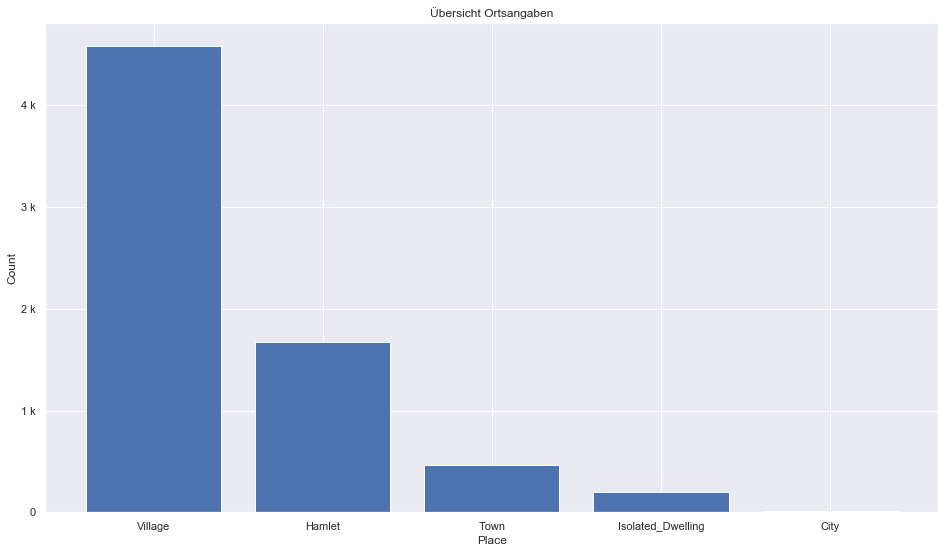 Übersicht Ortsangaben
Count
4 k
3 k
2 k
1 k
0
Village Hamlet Town Isolated_Dwelling City
Place